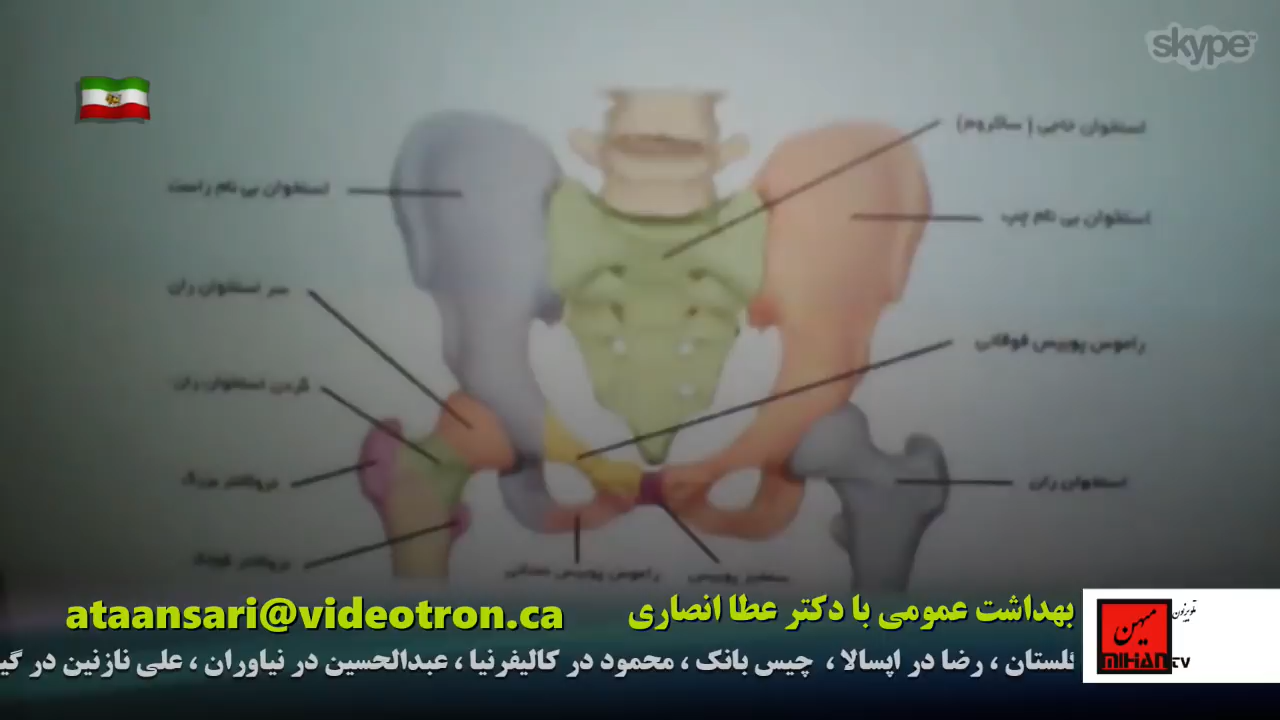 skype™
استخوان خاجی ( ساکروم)
استخوان بی نام راست
استخوان بی نام چپ
سر استخوان ران
راموس پوبیس فوقانی
گردن استخوان ران
تروکانتر بزرگ
استخوان ران
تروکانتر کوچک
راموس پوبیس تحتانی
سمفیز پوبیس
بهداشت عمومی با دکتر عطا انصاری
ataansari@videotron.ca
گلستان ، رضا در اپسالا ، چیس بانک ، محمود در کالیفرنیا ، عبدالحسین در نیاوران ، علی نازنین در گی
میهن
تلویزیون
MIHAN TV